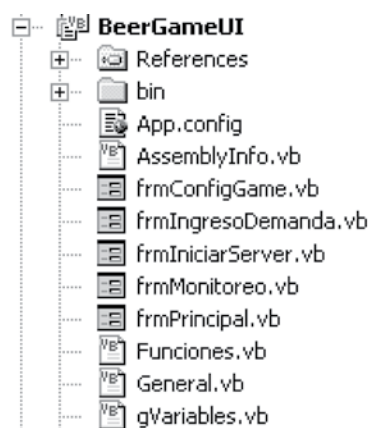 BeerGameUI
References
bin
App.config
AssemblyInfo.vb
frmConfigGame.vb
frmIngresoDemanda.vb
frmIniciarServer.vb
frmMonitoreo.vb
frmPrincipal.vb
Funciones.vb
General.vb
gVariables.vb